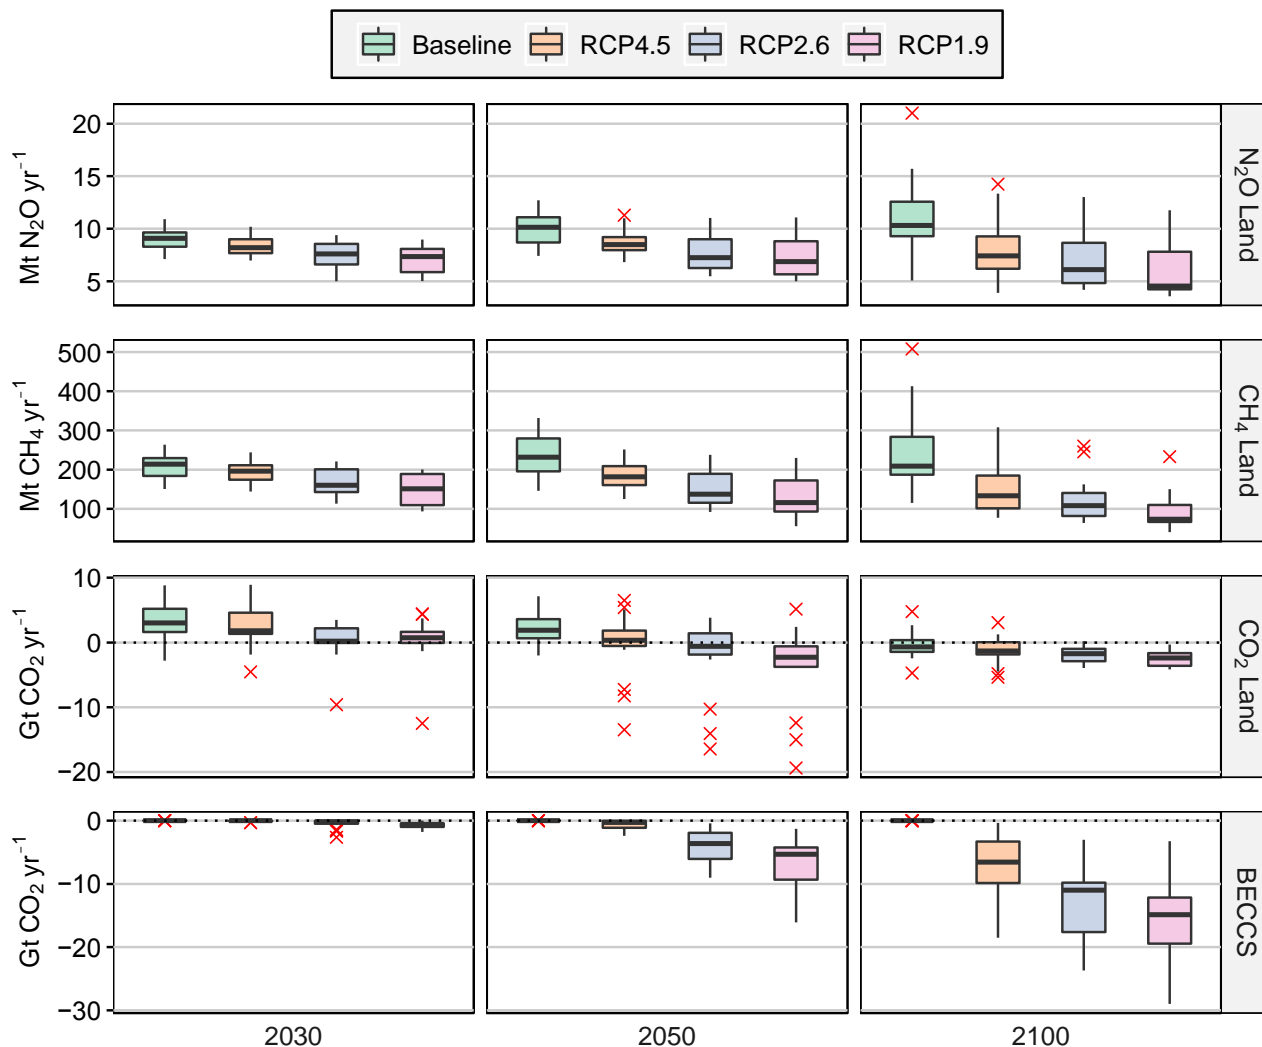 Baseline RCP4.5 RCP2.6 RCP1.9
Mt N₂O yr⁻¹
20
15
10
5
N₂O Land
Mt CH₄ yr⁻¹
500
400
300
200
100
CH₄ Land
Gt CO₂ yr⁻¹
10
0
−10
−20
CO₂ Land
Gt CO₂ yr⁻¹
0
−10
−20
−30
BECCS
2030 2050 2100